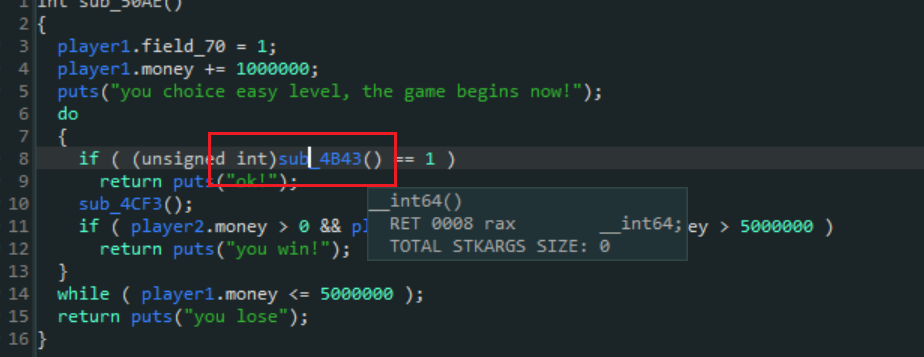 1 int sub_50AE()
2 {
3 player1.field_70 = 1;
4 player1.money += 1000000;
5 puts("you choice easy level, the game begins now!");
6 do
7 {
8 if ( (unsigned int)sub_4B43() == 1 )
9 return puts("ok!");
10 sub_4CF3();
11 if ( player2.money > 0 && pl ey > 5000000 )
12 return puts("you win!");
13 }
14 while ( player1.money <= 5000000 );
15 return puts("you lose");
16 }
__int64()
RET 0008 rax __int64;
TOTAL STKARGS SIZE: 0